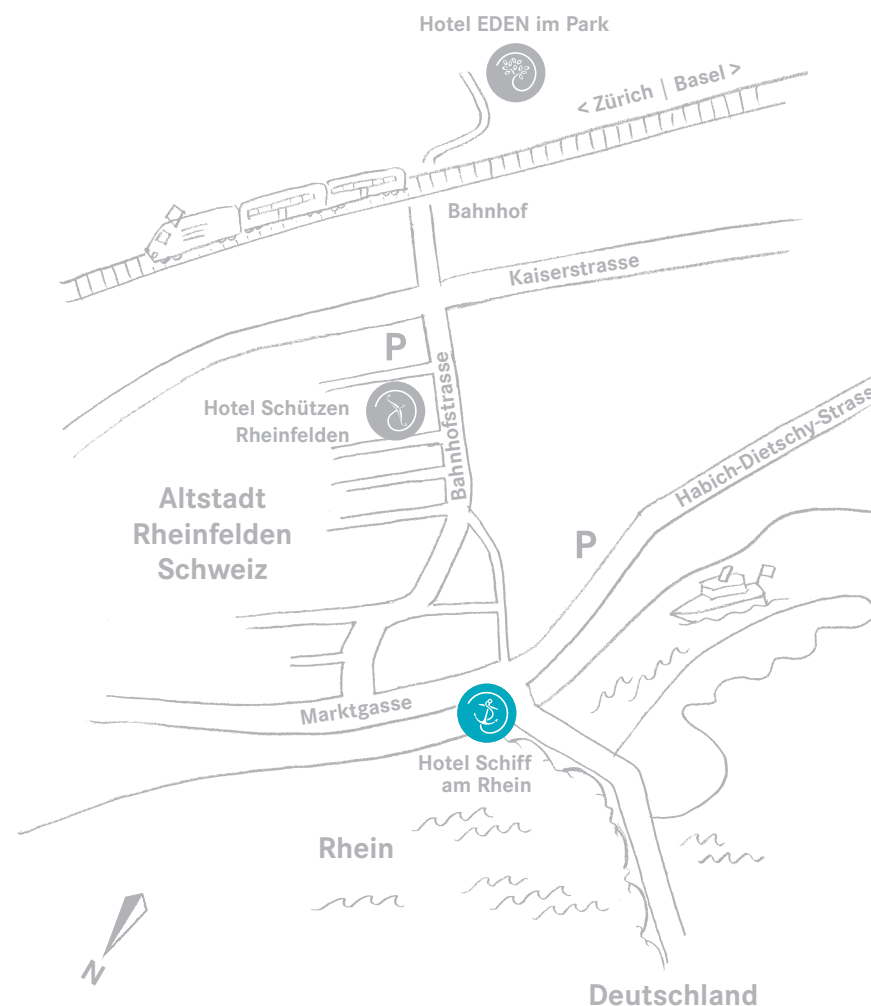 Hotel EDEN im Park
< Zürich | Basel >
Bahnhof
Kaiserstrasse
P
Hotel Schützen
Rheinfelden
Bahnhofstrasse
Habich-Dietschy-Strass
Altstadt
Rheinfelden
Schweiz
P
Marktgasse
Hotel Schiff
am Rhein
Rhein
N
Deutschland